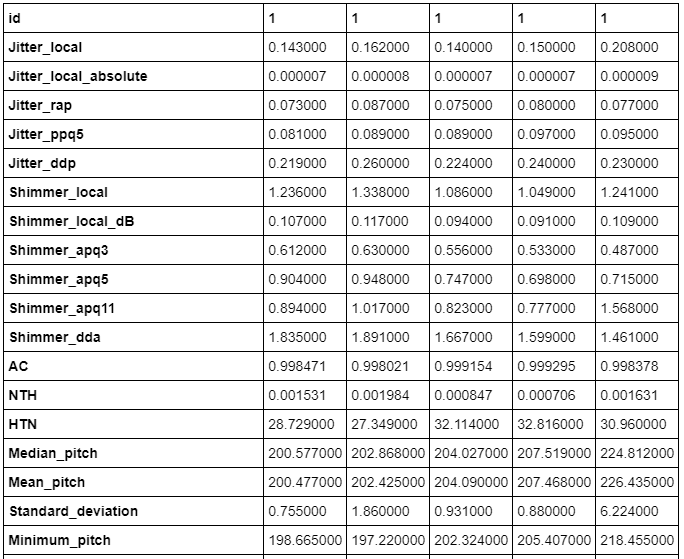 id 1 1 1 1 1
Jitter_local 0.143000 0.162000 0.140000 0.150000 0.208000
Jitter_local_absolute 0.000007 0.000008 0.000007 0.000007 0.000009
Jitter_rap 0.073000 0.087000 0.075000 0.080000 0.077000
Jitter_ppq5 0.081000 0.089000 0.089000 0.097000 0.095000
Jitter_ddp 0.219000 0.260000 0.224000 0.240000 0.230000
Shimmer_local 1.236000 1.338000 1.086000 1.049000 1.241000
Shimmer_local_dB 0.107000 0.117000 0.094000 0.091000 0.109000
Shimmer_apq3 0.612000 0.630000 0.556000 0.533000 0.487000
Shimmer_apq5 0.904000 0.948000 0.747000 0.698000 0.715000
Shimmer_apq11 0.894000 1.017000 0.823000 0.777000 1.568000
Shimmer_dda 1.835000 1.891000 1.667000 1.599000 1.461000
AC 0.998471 0.998021 0.999154 0.999295 0.998378
NTH 0.001531 0.001984 0.000847 0.000706 0.001631
HTN 28.729000 27.349000 32.114000 32.816000 30.960000
Median_pitch 200.577000 202.868000 204.027000 207.519000 224.812000
Mean_pitch 200.477000 202.425000 204.090000 207.468000 226.435000
Standard_deviation 0.755000 1.860000 0.931000 0.880000 6.224000
Minimum_pitch 198.665000 197.220000 202.324000 205.407000 218.455000